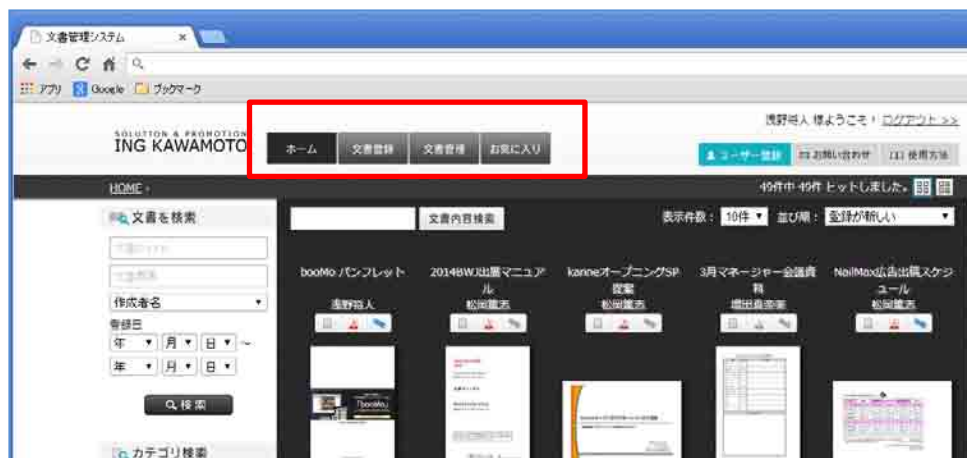 文書管理システム
アプリ Google ブックマーク
浅野裕人 様ようこそ! ログアウト >>
SOLUTION & PROMOTION
ING KAWAMOTO
ホーム 文書登録 文書管理 お気に入り
ユーザー登録 お問い合わせ 使用方法
HOME
49件中 49件 ヒットしました。
文書を検索
文書内容検索 表示件数: 10件 並び順: 登録が新しい
作成者名
登録日
年 月 日 ~
年 月 日
検索
カテゴリ検索
booMo パンフレット
浅野裕人
2014BWJ出展マニュア
ル
松岡鷹志
karineオープニングSP
提案
松岡鷹志
3月マネージャー会議資
料
NailMax広告出稿スケジ
ュール
松岡鷹志